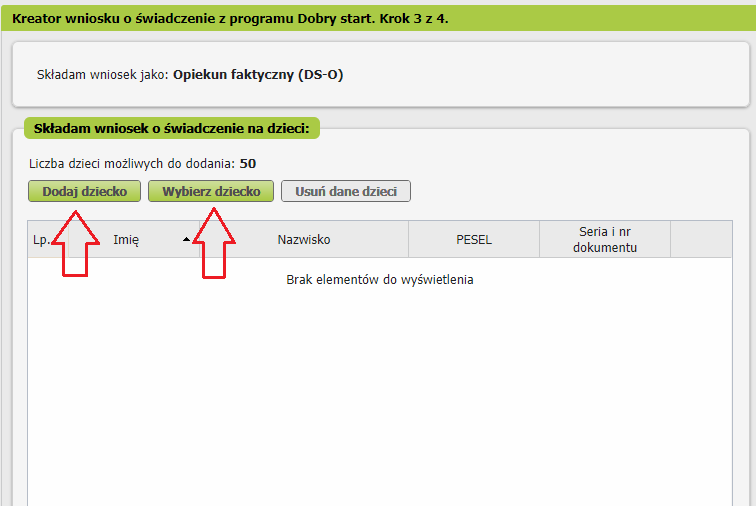 Kreator wniosku o świadczenie z programu Dobry start. Krok 3 z 4.
Składam wniosek jako: Opiekun faktyczny (DS-O)
Składam wniosek o świadczenie na dzieci:
Liczba dzieci możliwych do dodania: 50
Dodaj dziecko Wybierz dziecko Usuń dane dzieci
Lp. Imię Nazwisko PESEL Seria i nr
dokumentu
Brak elementów do wyświetlenia